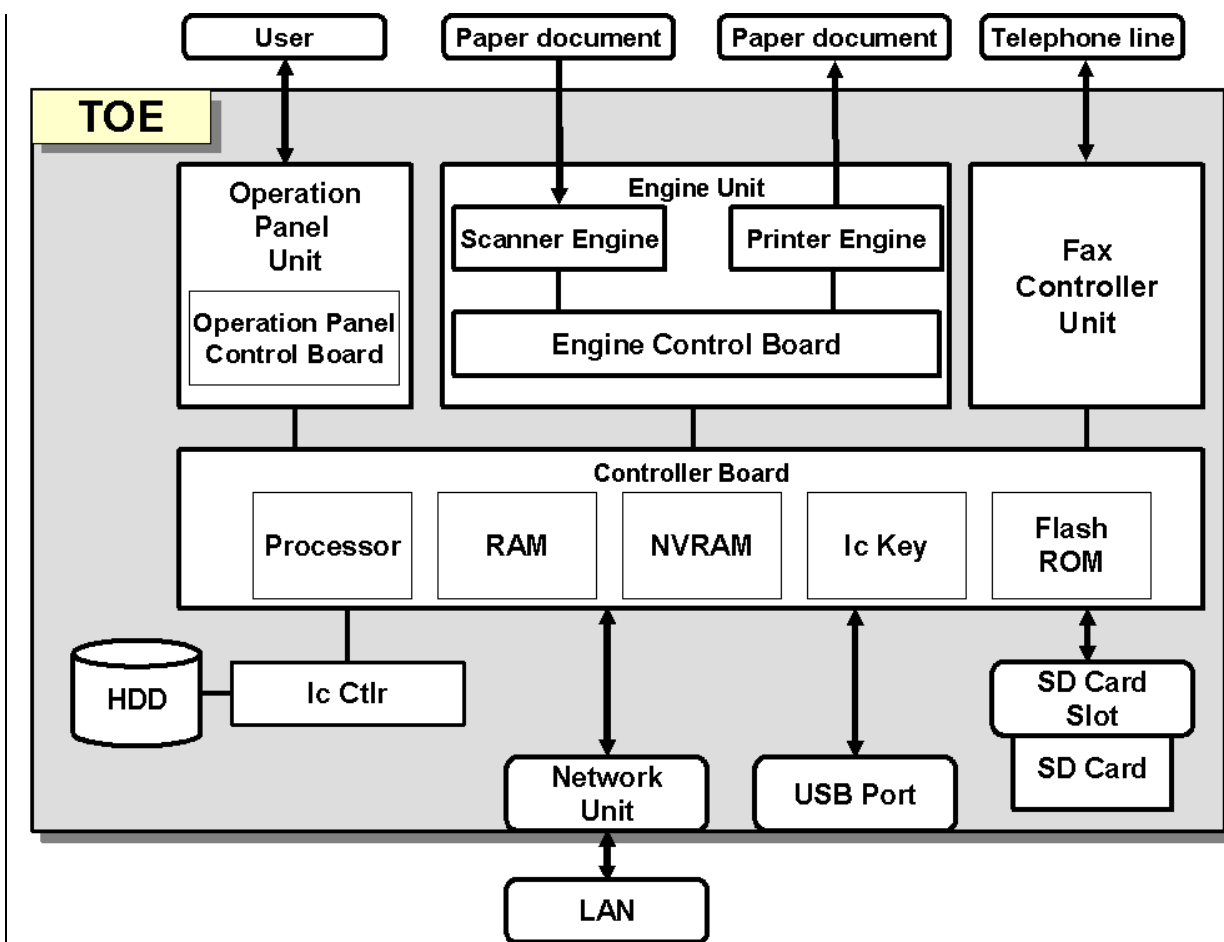 User
Paper document
Paper document
Telephone line
TOE
Operation
Panel
Unit
Operation Panel
Control Board
Engine Unit
Scanner Engine
Printer Engine
Engine Control Board
Fax
Controller
Unit
Controller Board
Processor
RAM
NVRAM
Ic Key
Flash
ROM
HDD
Ic Ctlr
Network
Unit
USB Port
SD Card
Slot
SD Card
LAN